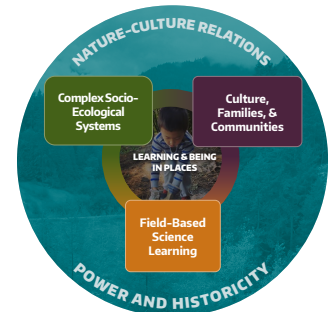 NATURE-CULTURE RELATIONS
Complex Socio-
Ecological
Systems
Culture,
Families, &
Communities
LEARNING & BEING
IN PLACES
Field-Based
Science
Learning
POWER AND HISTORICITY